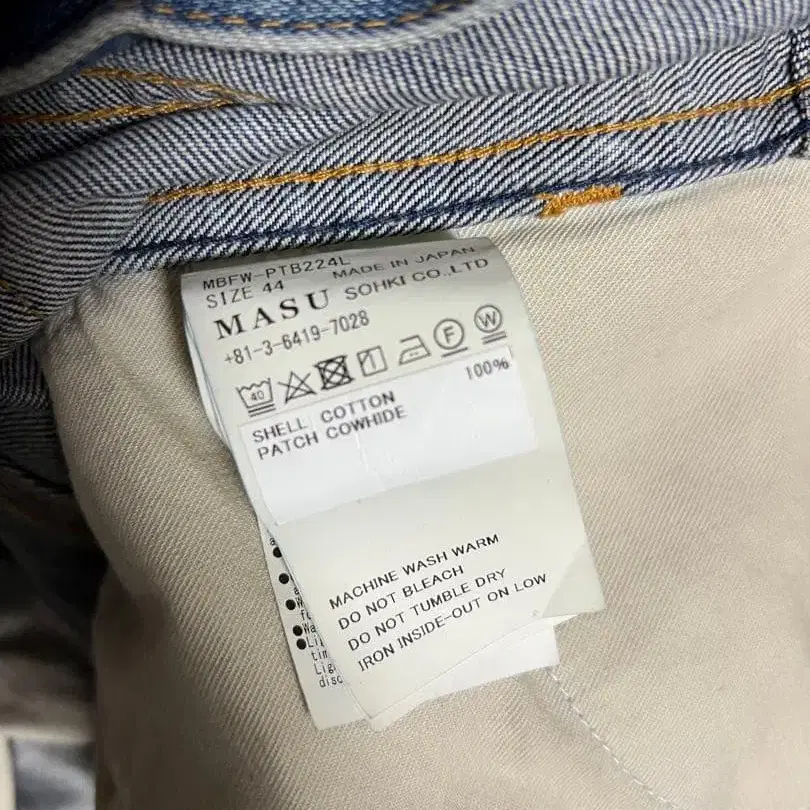 MBFW-PTB224L
SIZE 44 MADE IN JAPAN
MASU SOHKI CO.,LTD
+81-3-6419-7028
40 F W
SHELL COTTON 100%
PATCH COWHIDE
MACHINE WASH WARM
DO NOT BLEACH
DO NOT TUMBLE DRY
IRON INSIDE-OUT ON LOW